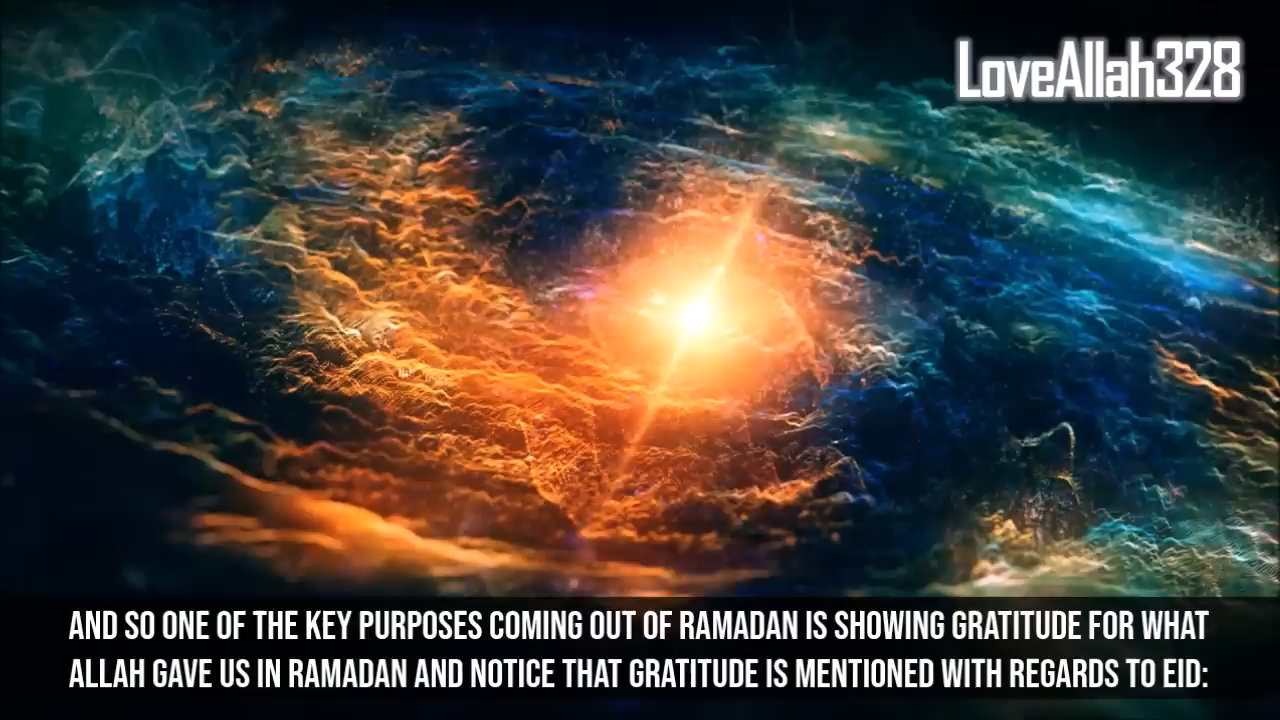 LoveAllah328
AND SO ONE OF THE KEY PURPOSES COMING OUT OF RAMADAN IS SHOWING GRATITUDE FOR WHAT
ALLAH GAVE US IN RAMADAN AND NOTICE THAT GRATITUDE IS MENTIONED WITH REGARDS TO EID: